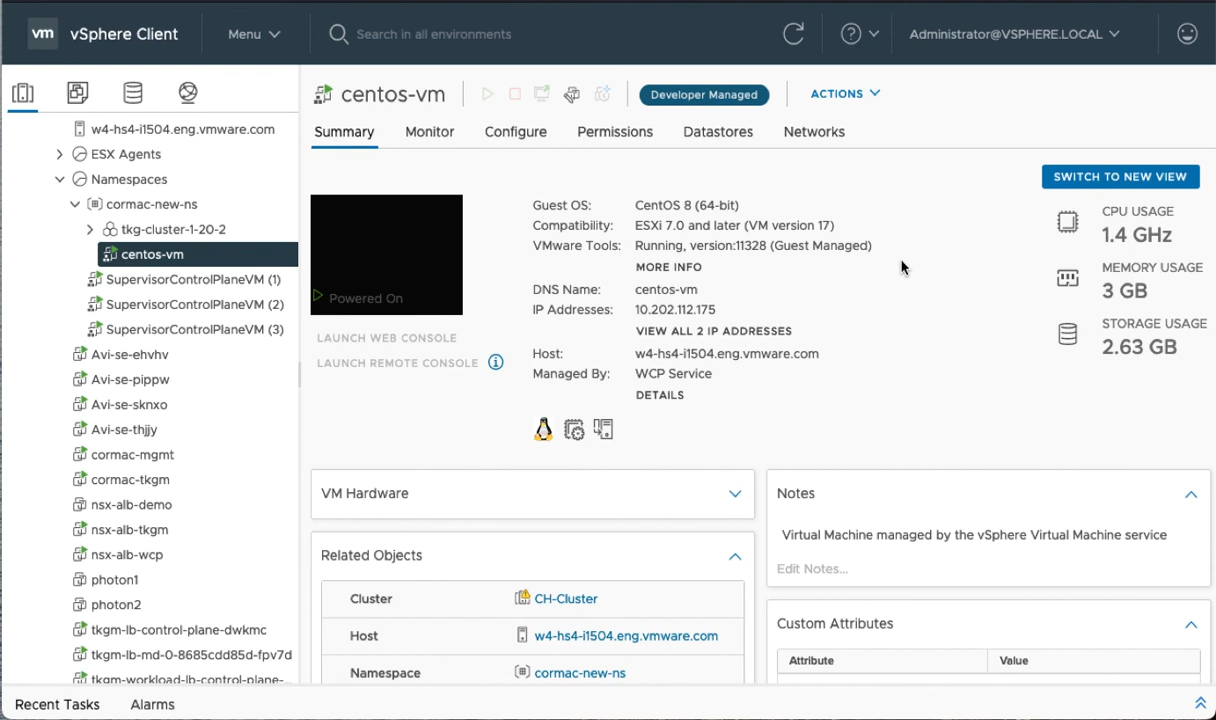 vm vSphere Client Menu Search in all environments Administrator@VSPHERE.LOCAL
w4-hs4-i1504.eng.vmware.com
ESX Agents
Namespaces
cormac-new-ns
tkg-cluster-1-20-2
centos-vm
SupervisorControlPlaneVM (1)
SupervisorControlPlaneVM (2)
SupervisorControlPlaneVM (3)
Avi-se-ehvhv
Avi-se-pippw
Avi-se-sknxo
Avi-se-thjjy
cormac-mgmt
cormac-tkgm
nsx-alb-demo
nsx-alb-tkgm
nsx-alb-wcp
photon1
photon2
tkgm-lb-control-plane-dwkmc
tkgm-lb-md-0-8685cdd85d-fpv7d
tkgm-workload-lb-control-plane-...
centos-vm Developer Managed ACTIONS
Summary Monitor Configure Permissions Datastores Networks
SWITCH TO NEW VIEW
Powered On
LAUNCH WEB CONSOLE
LAUNCH REMOTE CONSOLE
Guest OS: CentOS 8 (64-bit)
Compatibility: ESXi 7.0 and later (VM version 17)
VMware Tools: Running, version:11328 (Guest Managed)
MORE INFO
DNS Name: centos-vm
IP Addresses: 10.202.112.175
VIEW ALL 2 IP ADDRESSES
Host: w4-hs4-i1504.eng.vmware.com
Managed By: WCP Service
DETAILS
CPU USAGE
1.4 GHz
MEMORY USAGE
3 GB
STORAGE USAGE
2.63 GB
VM Hardware
Related Objects
Cluster CH-Cluster
Host w4-hs4-i1504.eng.vmware.com
Namespace cormac-new-ns
Notes
Virtual Machine managed by the vSphere Virtual Machine service
Edit Notes...
Custom Attributes
Attribute Value
Recent Tasks Alarms